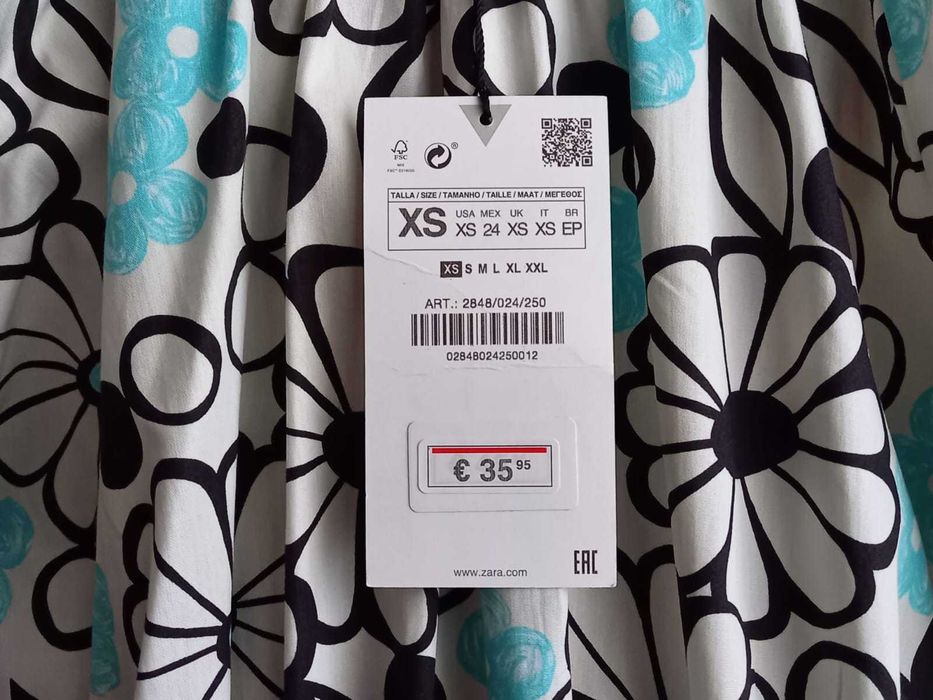 FSC
MIX
®
TALLA / SIZE / TAMANHO / TAILLE / MAAT / ΜΕΓΕΘΟΣ
XS
USA MEX UK IT BR
XS 24 XS XS EP
XS S M L XL XXL
ART.: 2848/024/250
02848024250012
€ 35 95
www.zara.com
EAC